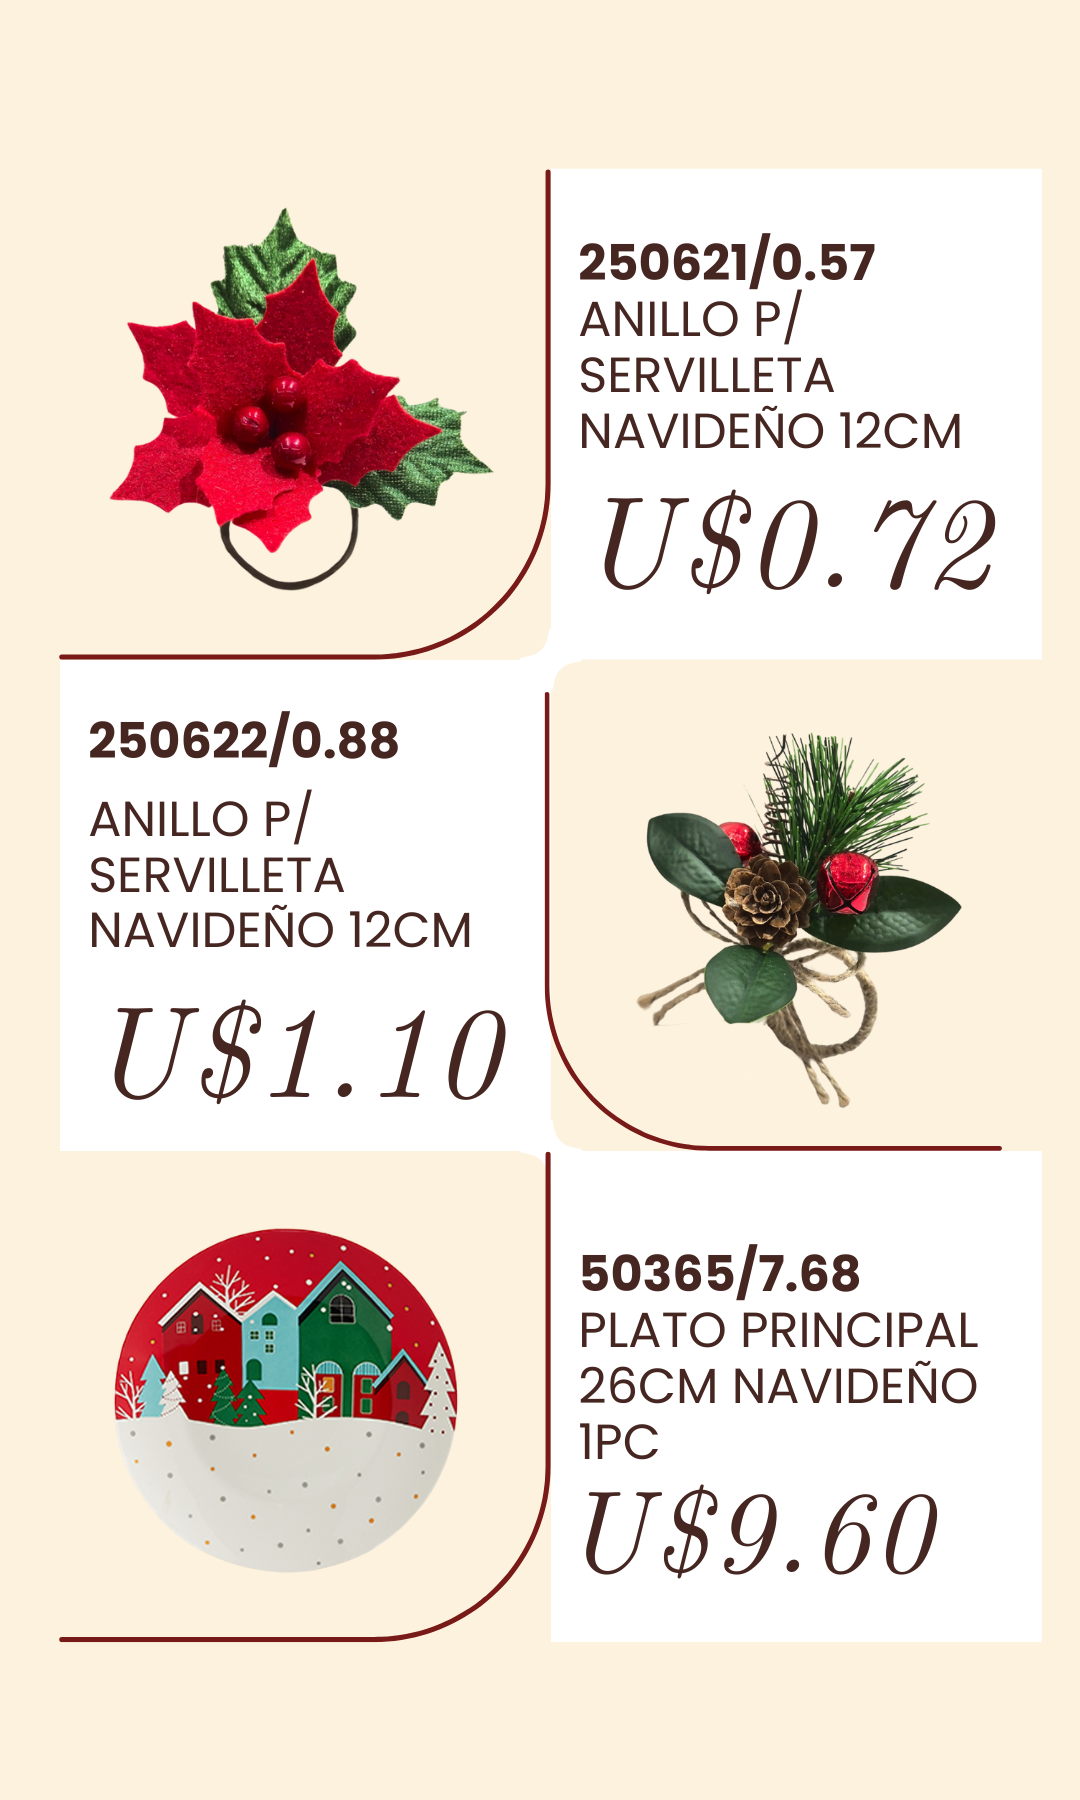 250621/0.57
ANILLO P/
SERVILLETA
NAVIDEÑO 12CM
U$0.72
250622/0.88
ANILLO P/
SERVILLETA
NAVIDEÑO 12CM
U$1.10
50365/7.68
PLATO PRINCIPAL
26CM NAVIDEÑO
1PC
U$9.60